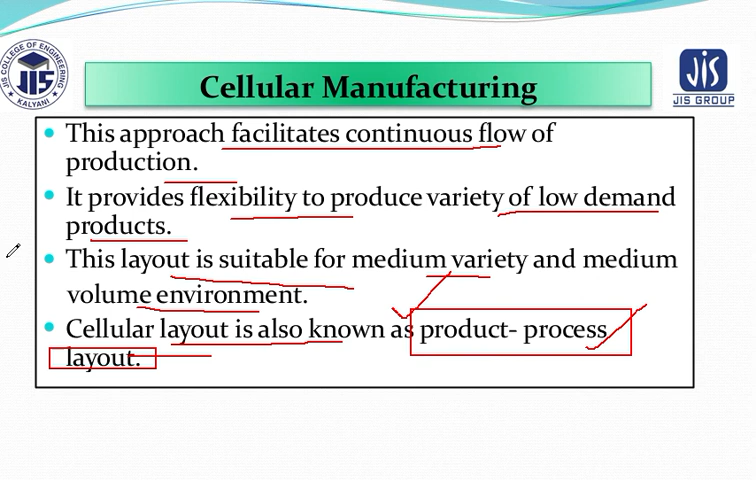 JIS COLLEGE OF ENGINEERING
JIS
KALYANI
Cellular Manufacturing
JIS
JIS GROUP
This approach facilitates continuous flow of
production.
It provides flexibility to produce variety of low demand
products.
This layout is suitable for medium variety and medium
volume environment.
Cellular layout is also known as product- process
layout.